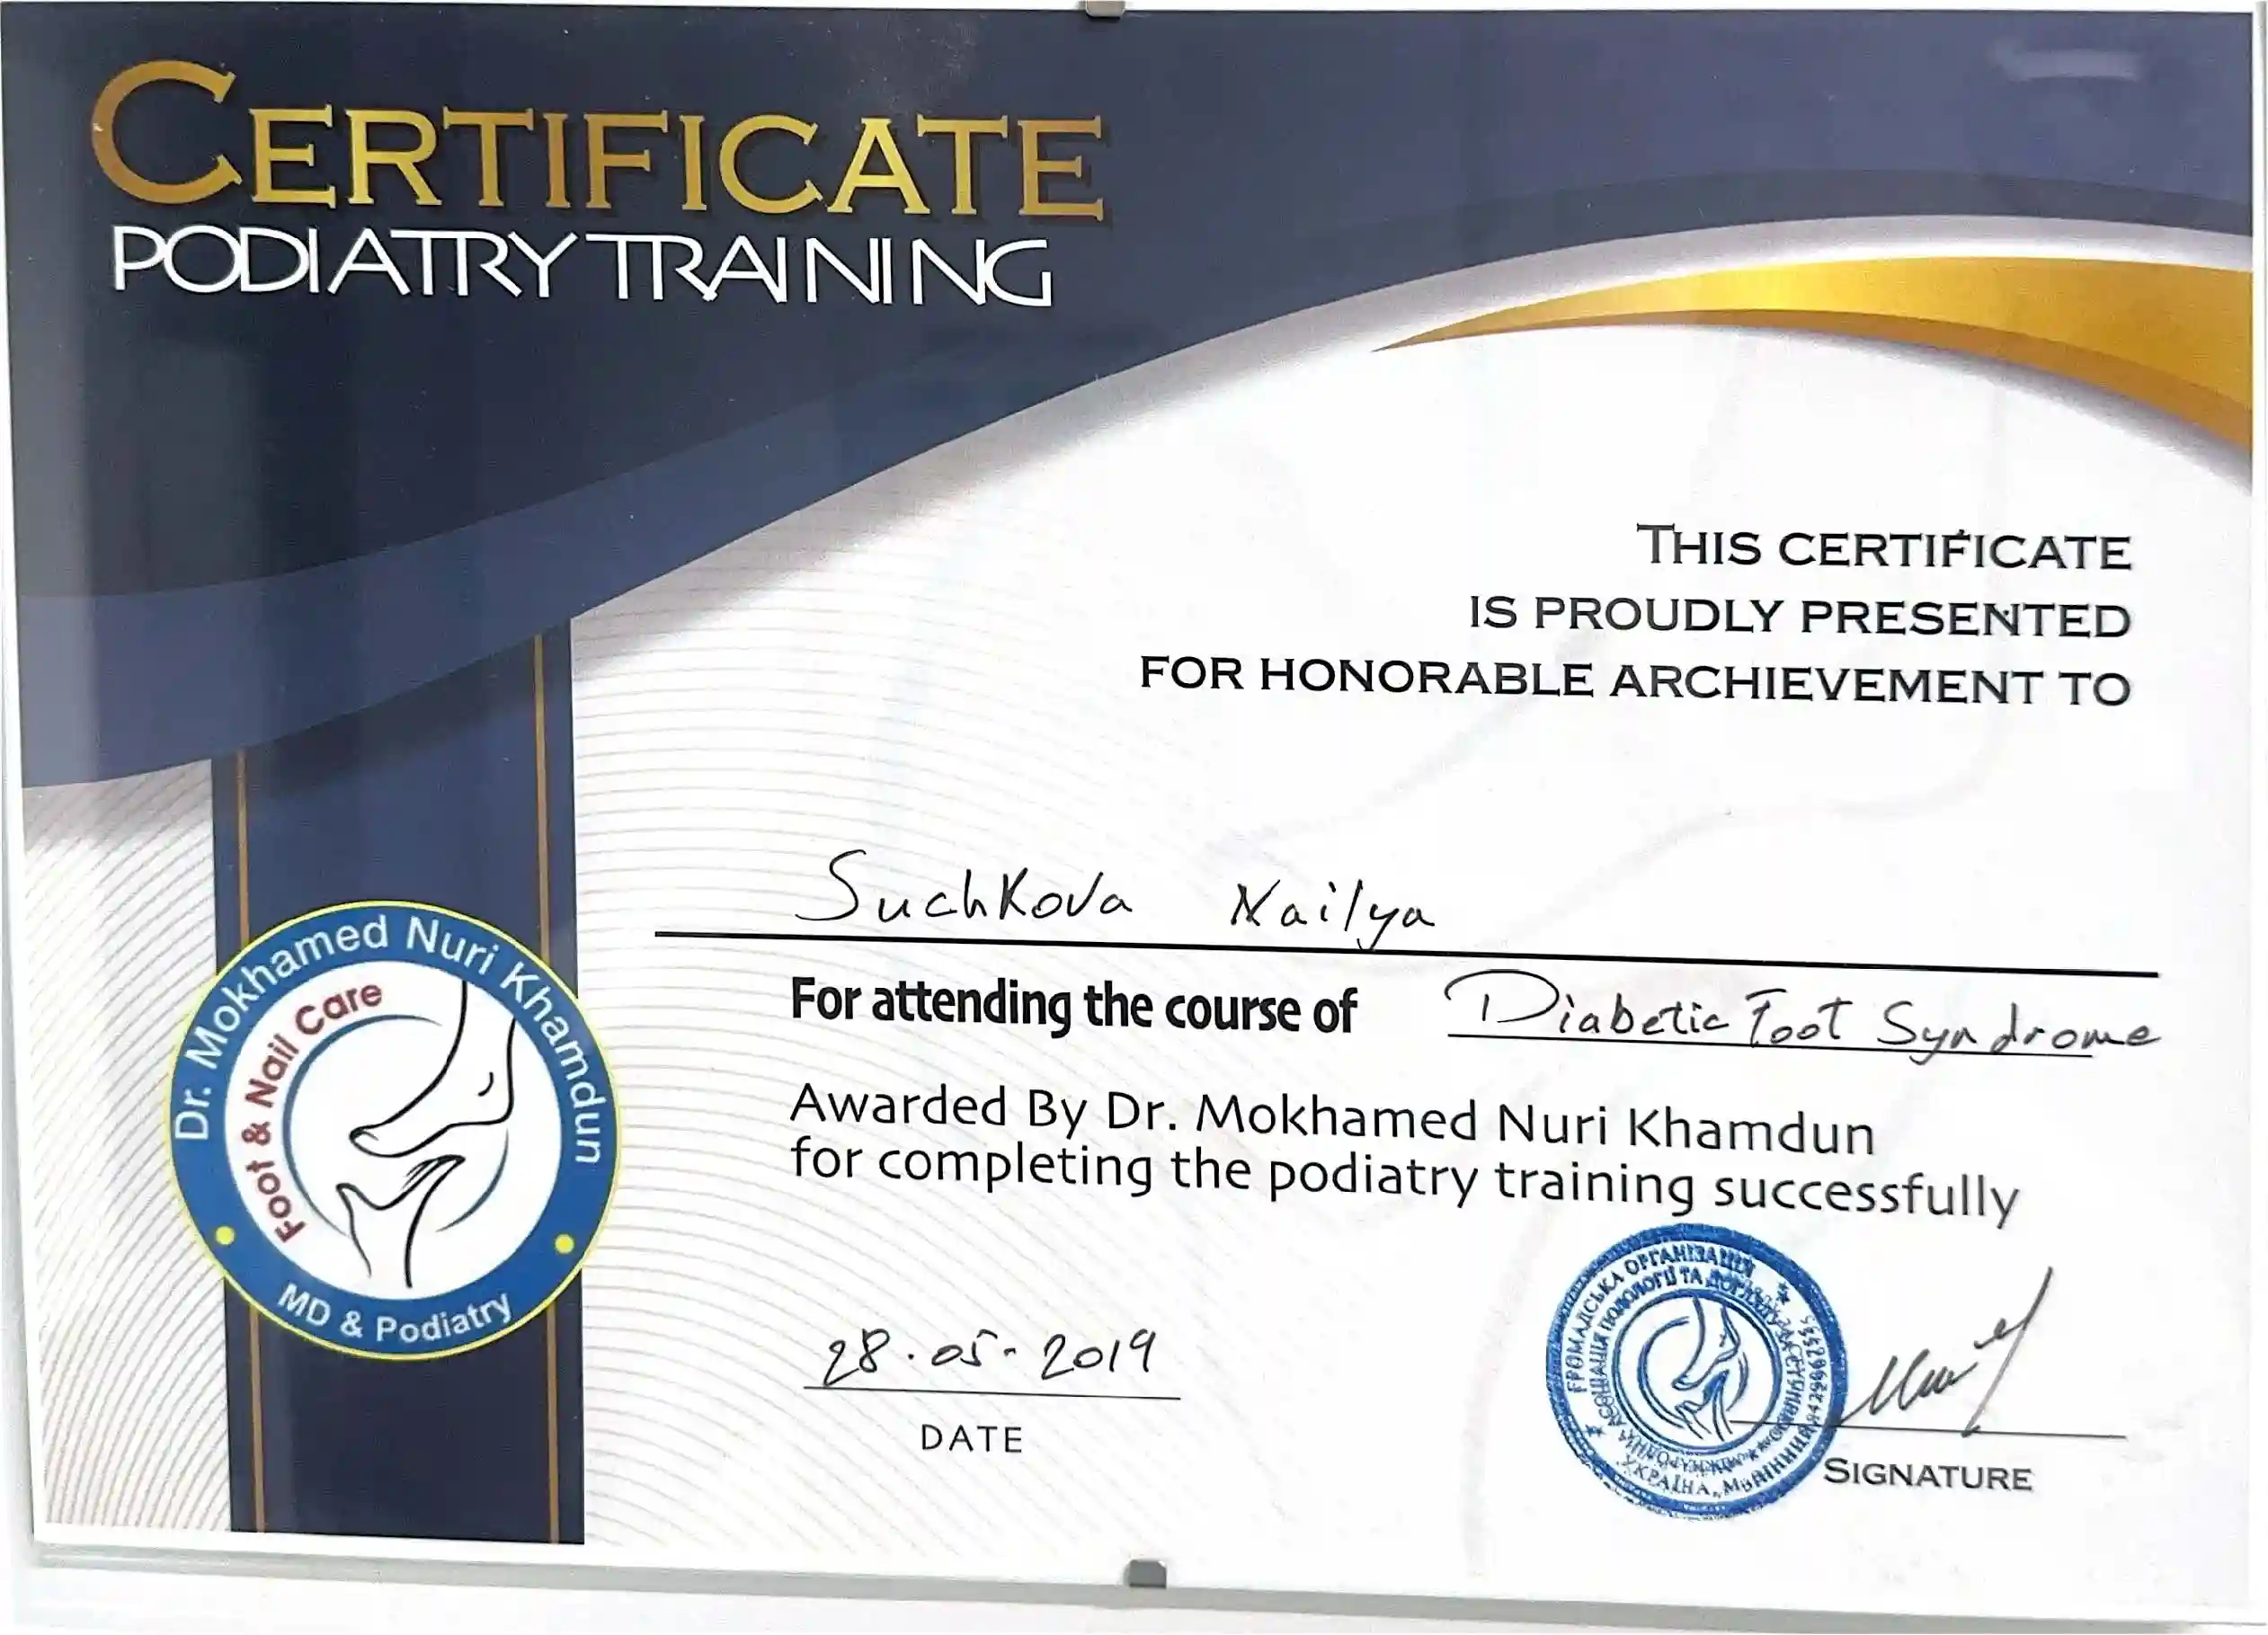 CERTIFICATE
PODIATRY TRAINING
THIS CERTIFICATE
IS PROUDLY PRESENTED
FOR HONORABLE ARCHIEVEMENT TO
Suchkova Nailya
For attending the course of Diabetic Foot Syndrome
Awarded By Dr. Mokhamed Nuri Khamdun
for completing the podiatry training successfully
Dr. Mokhamed Nuri Khamdun
Foot & Nail Care
MD & Podiatry
28.05-2019
DATE
ГРОМАДСЬКА ОРГАНІЗАЦІЯ
АСОЦІАЦІЯ ПОДОЛОГІЇ ТА
УКРАЇНА, М.
SIGNATURE